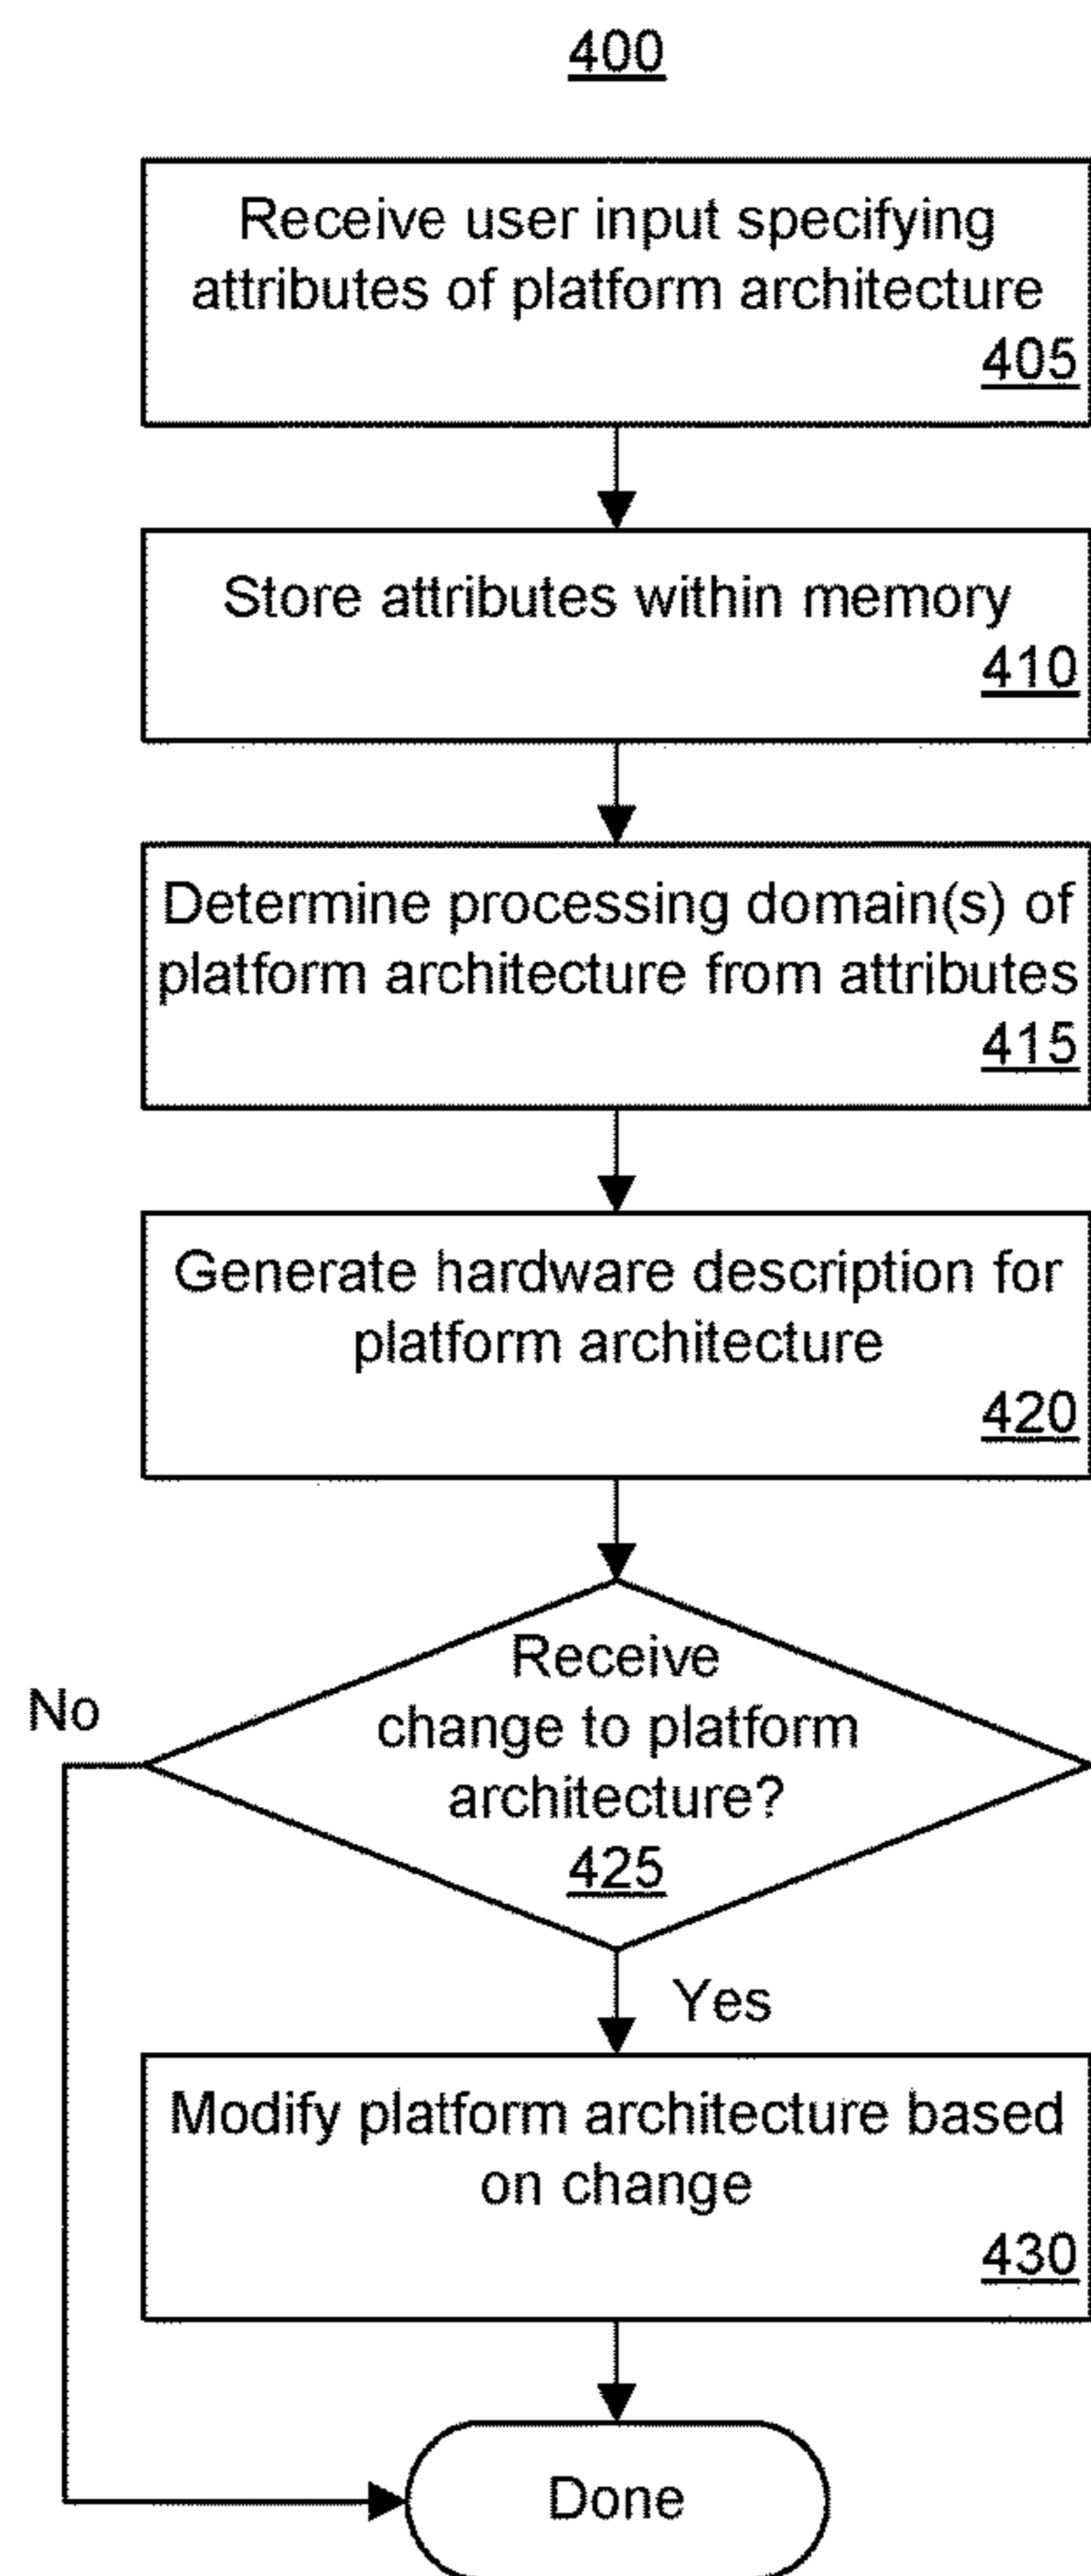 400
Receive user input specifying
attributes of platform architecture
405
Store attributes within memory
410
Determine processing domain(s) of
platform architecture from attributes
415
Generate hardware description for
platform architecture
420
Receive
change to platform
architecture?
425
No
Yes
Modify platform architecture based
on change
430
Done